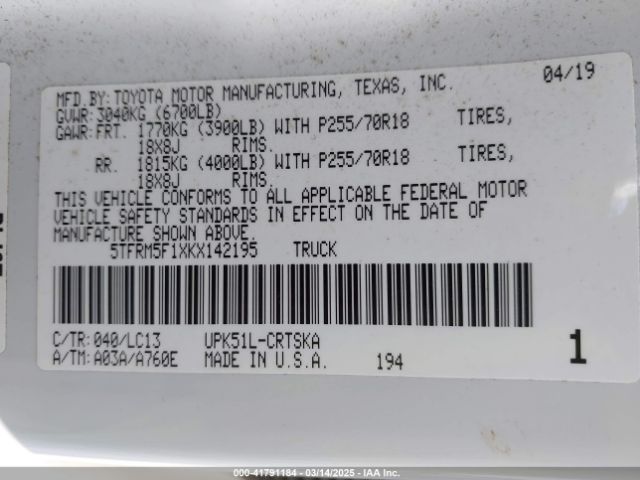 04/19
MFD BY: TOYOTA MOTOR MANUFACTURING, TEXAS, INC.
GVWR: 3040KG (6700LB)
GAWR: FRT. 1770KG (3900LB) WITH P255/70R18 TIRES,
18X8J RIMS.
RR. 1815KG (4000LB) WITH P255/70R18 TIRES,
18X8J RIMS.
THIS VEHICLE CONFORMS TO ALL APPLICABLE FEDERAL MOTOR
VEHICLE SAFETY STANDARDS IN EFFECT ON THE DATE OF
MANUFACTURE SHOWN ABOVE.
5TFRM5F1XKX142195 TRUCK
C/TR: 040/LC13 UPK51L-CRTSKA
A/TM: A03A/A760E MADE IN U.S.A. 194 1
OWNER: 41791184 - 03/14/2025 - IAA Inc.